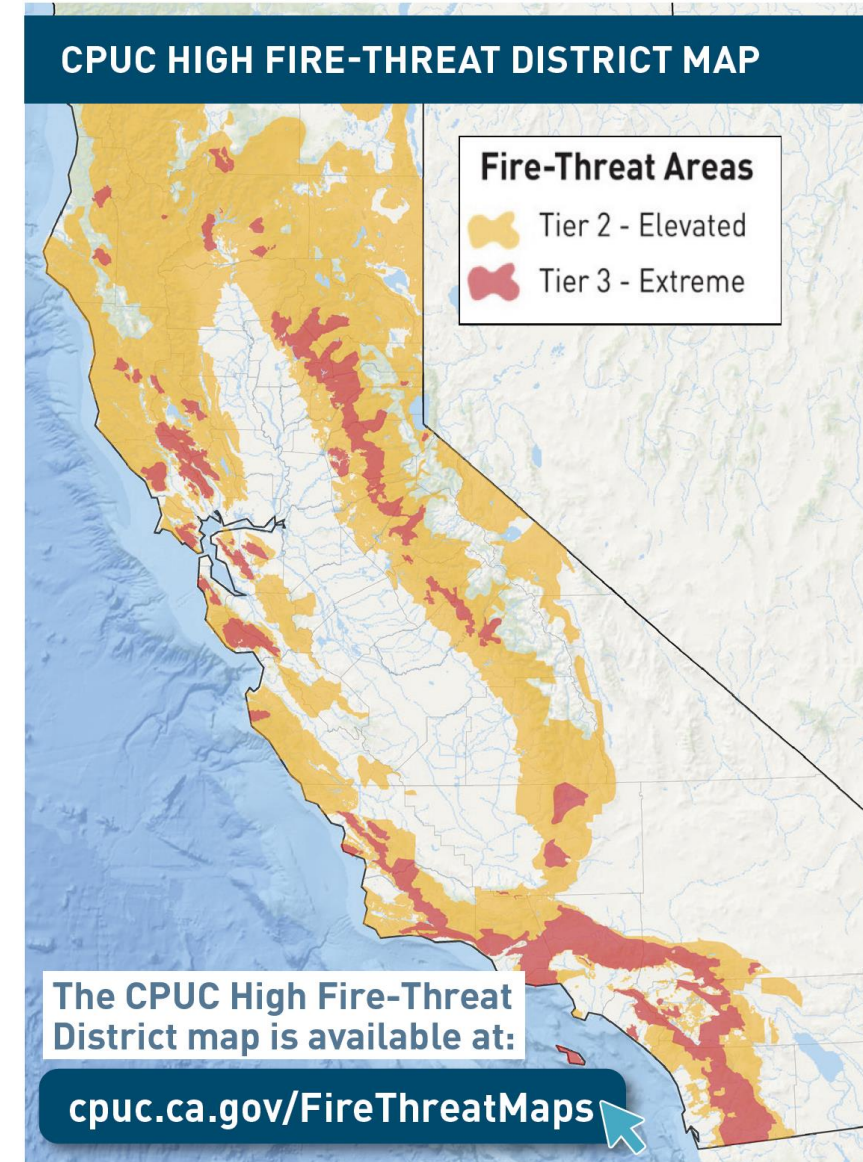 CPUC HIGH FIRE-THREAT DISTRICT MAP
Fire-Threat Areas
Tier 2 - Elevated
Tier 3 - Extreme
The CPUC High Fire-Threat
District map is available at:
cpuc.ca.gov/FireThreatMaps